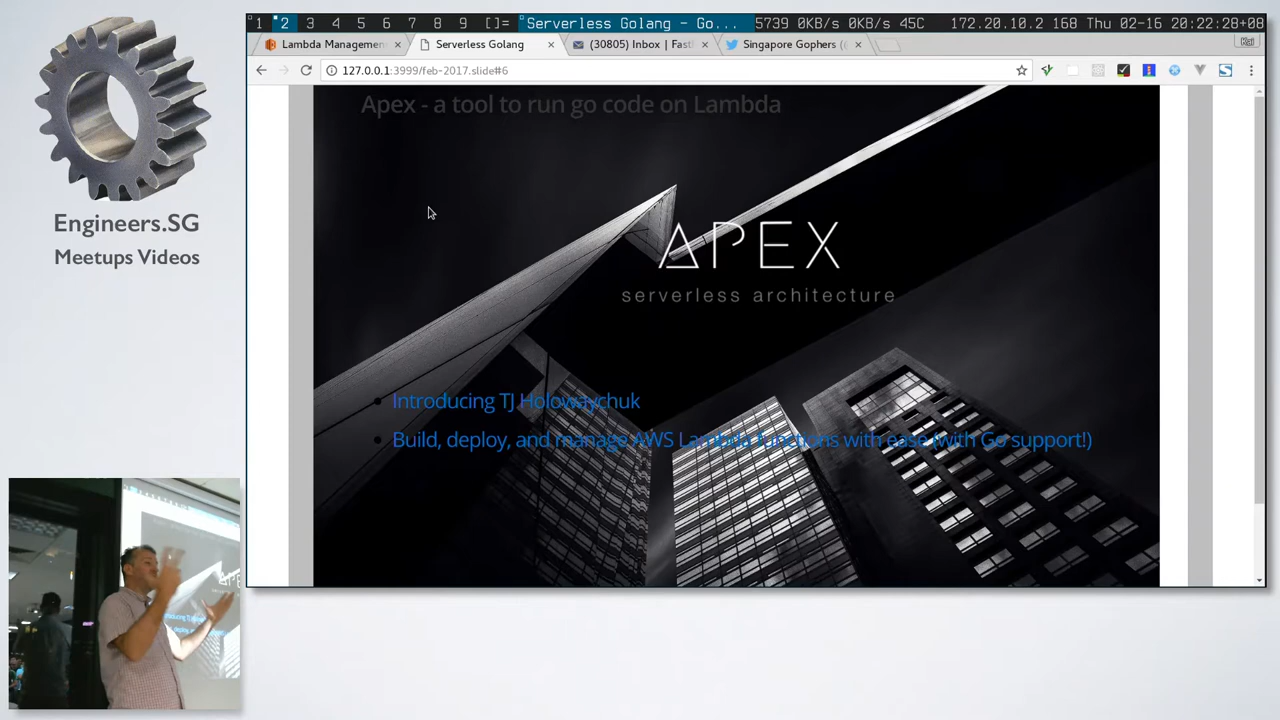 1 2 3 4 5 6 7 8 9 []= Serverless Golang – Go... 5739 0KB/s 0KB/s 45C 172.20.10.2 168 Thu 02-16 20:22:28+08
Lambda Managemen × Serverless Golang × (30805) Inbox | Fast × Singapore Gophers ( × Kai
127.0.0.1:3999/feb-2017.slide#6
Engineers.SG
Meetups Videos
Apex - a tool to run go code on Lambda
APEX
serverless architecture
• Introducing TJ Holowaychuk
• Build, deploy, and manage AWS Lambda functions with ease (with Go support!)